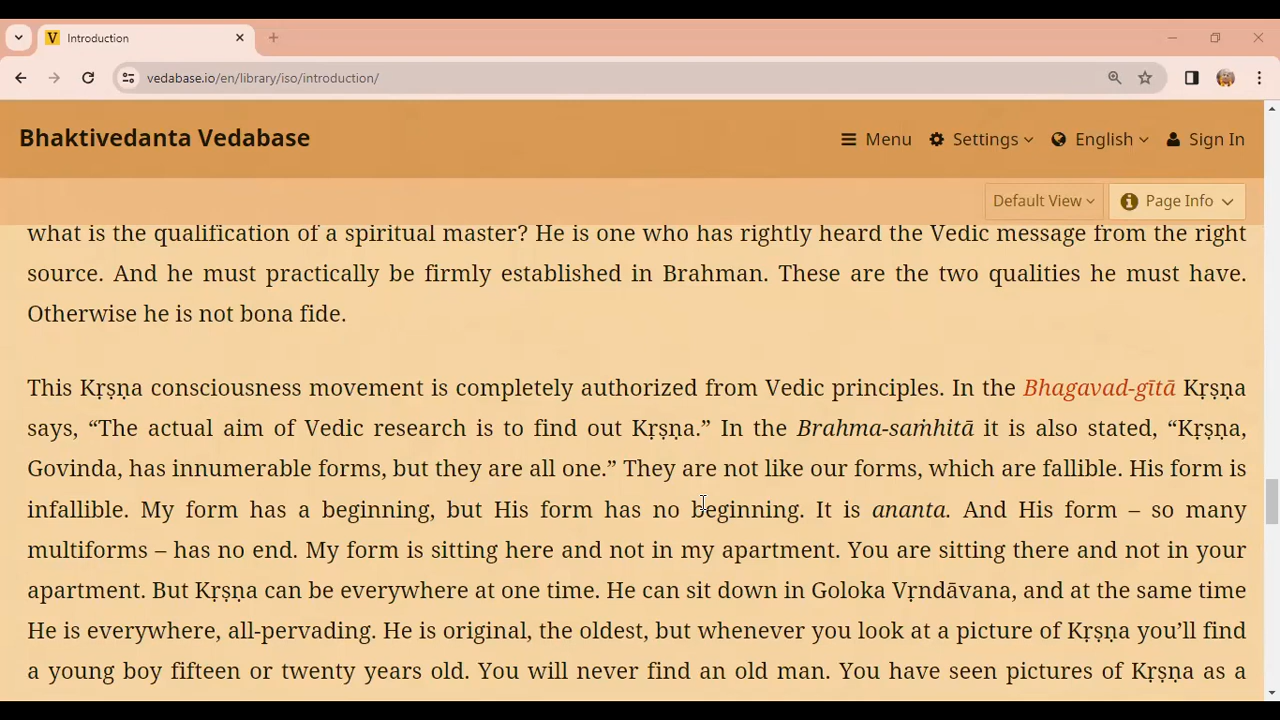 Introduction
vedabase.io/en/library/iso/introduction/
Bhaktivedanta Vedabase
Menu
Settings
English
Sign In
Default View
Page Info
what is the qualification of a spiritual master? He is one who has rightly heard the Vedic message from the right
source. And he must practically be firmly established in Brahman. These are the two qualities he must have.
Otherwise he is not bona fide.
This Kṛṣṇa consciousness movement is completely authorized from Vedic principles. In the Bhagavad-gītā Kṛṣṇa
says, “The actual aim of Vedic research is to find out Kṛṣṇa.” In the Brahma-saṁhitā it is also stated, “Kṛṣṇa,
Govinda, has innumerable forms, but they are all one.” They are not like our forms, which are fallible. His form is
infallible. My form has a beginning, but His form has no beginning. It is ananta. And His form – so many
multiforms – has no end. My form is sitting here and not in my apartment. You are sitting there and not in your
apartment. But Kṛṣṇa can be everywhere at one time. He can sit down in Goloka Vṛndāvana, and at the same time
He is everywhere, all-pervading. He is original, the oldest, but whenever you look at a picture of Kṛṣṇa you’ll find
a young boy fifteen or twenty years old. You will never find an old man. You have seen pictures of Kṛṣṇa as a